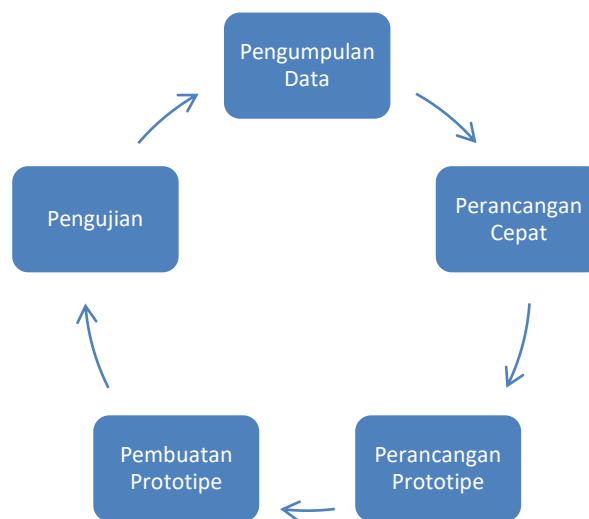 Pengumpulan
Data
Perancangan
Cepat
Perancangan
Prototipe
Pembuatan
Prototipe
Pengujian